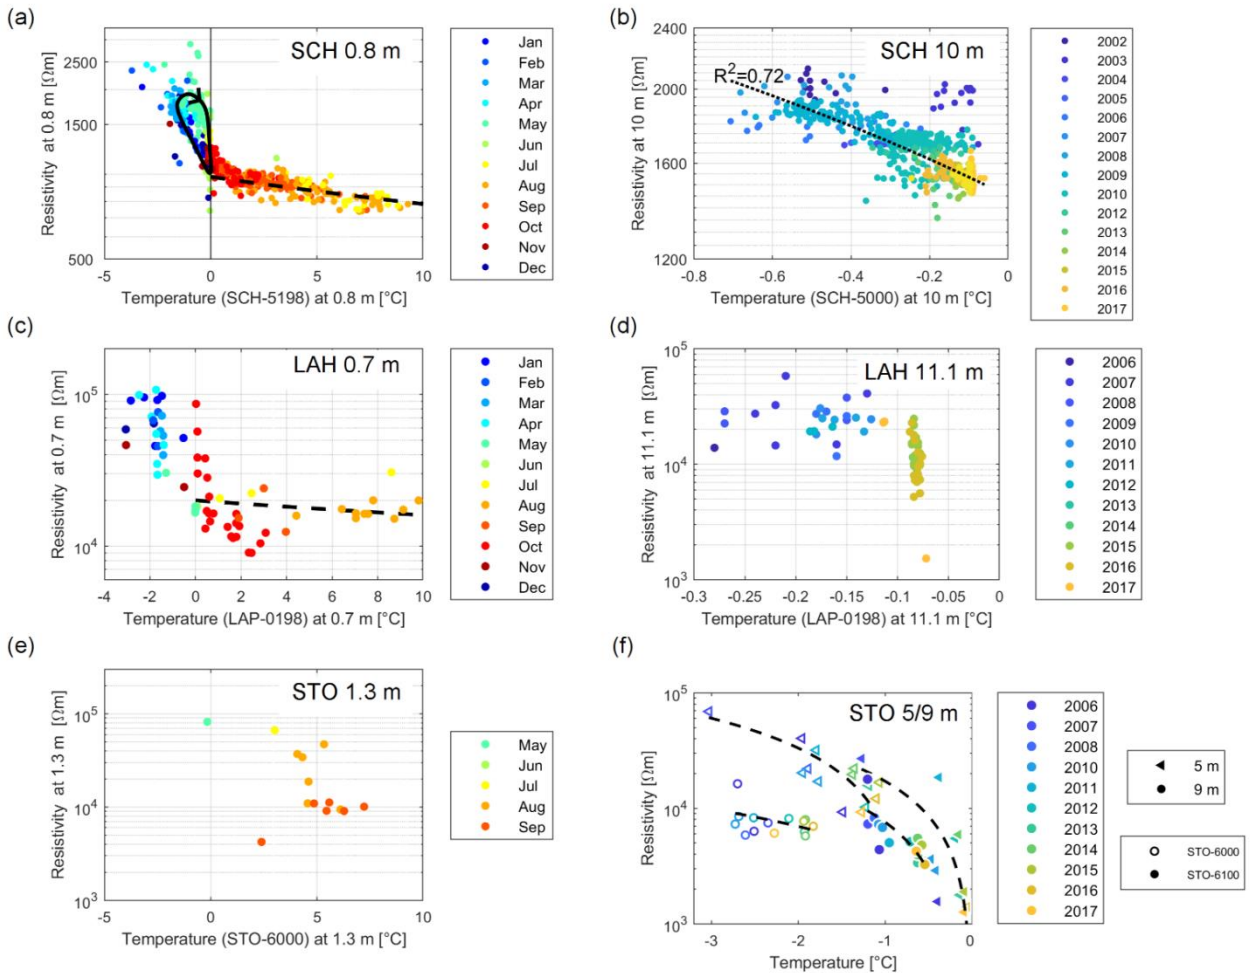 (a)
SCH 0.8 m
Resistivity at 0.8 m [Ωm]
2500
1500
500
-5
0
5
10
Temperature (SCH-5198) at 0.8 m [°C]
Jan
Feb
Mar
Apr
May
Jun
Jul
Aug
Sep
Oct
Nov
Dec
(b)
SCH 10 m
R²=0.72
Resistivity at 10 m [Ωm]
2400
2000
1600
1200
-0.8
-0.6
-0.4
-0.2
0
Temperature (SCH-5000) at 10 m [°C]
2002
2003
2004
2005
2006
2007
2008
2009
2010
2012
2013
2014
2015
2016
2017
(c)
LAH 0.7 m
Resistivity at 0.7 m [Ωm]
10⁵
10⁴
-4
-2
0
2
4
6
8
10
Temperature (LAP-0198) at 0.7 m [°C]
Jan
Feb
Mar
Apr
May
Jun
Jul
Aug
Sep
Oct
Nov
Dec
(d)
LAH 11.1 m
Resistivity at 11.1 m [Ωm]
10⁵
10⁴
10³
-0.3
-0.25
-0.2
-0.15
-0.1
-0.05
0
Temperature (LAP-0198) at 11.1 m [°C]
2006
2007
2008
2009
2010
2011
2012
2013
2014
2015
2016
2017
(e)
STO 1.3 m
Resistivity at 1.3 m [Ωm]
10⁵
10⁴
10³
-5
0
5
10
Temperature (STO-6000) at 1.3 m [°C]
May
Jun
Jul
Aug
Sep
(f)
STO 5/9 m
Resistivity [Ωm]
10⁵
10⁴
10³
-3
-2
-1
0
Temperature [°C]
2006
2007
2008
2010
2011
2012
2013
2014
2015
2016
2017
5 m
9 m
STO-6000
STO-6100